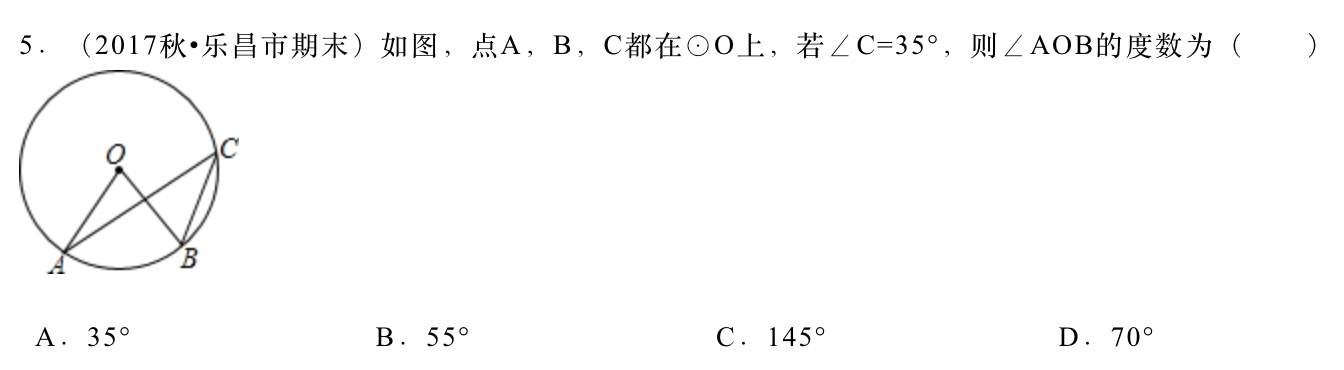 5．（2017秋•乐昌市期末）如图，点A，B，C都在⊙O上，若∠C=35°，则∠AOB的度数为（　　）
O
C
A
B
A．35°	B．55°	C．145°	D．70°